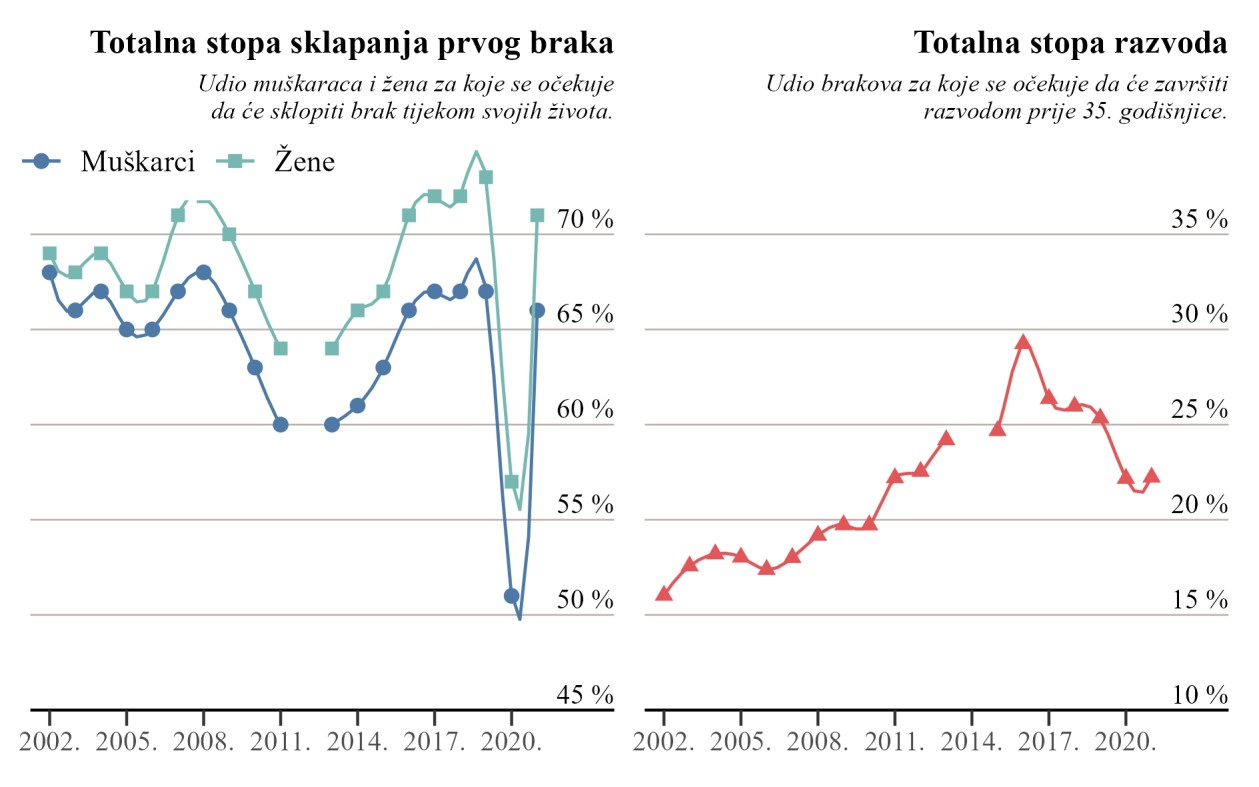 Totalna stopa sklapanja prvog braka
Udio muškaraca i žena za koje se očekuje
da će sklopiti brak tijekom svojih života.
Muškarci
Žene
70 %
65 %
60 %
55 %
50 %
45 %
2002. 2005. 2008. 2011. 2014. 2017. 2020.
Totalna stopa razvoda
Udio brakova za koje se očekuje da će završiti
razvodom prije 35. godišnjice.
35 %
30 %
25 %
20 %
15 %
10 %
2002. 2005. 2008. 2011. 2014. 2017. 2020.